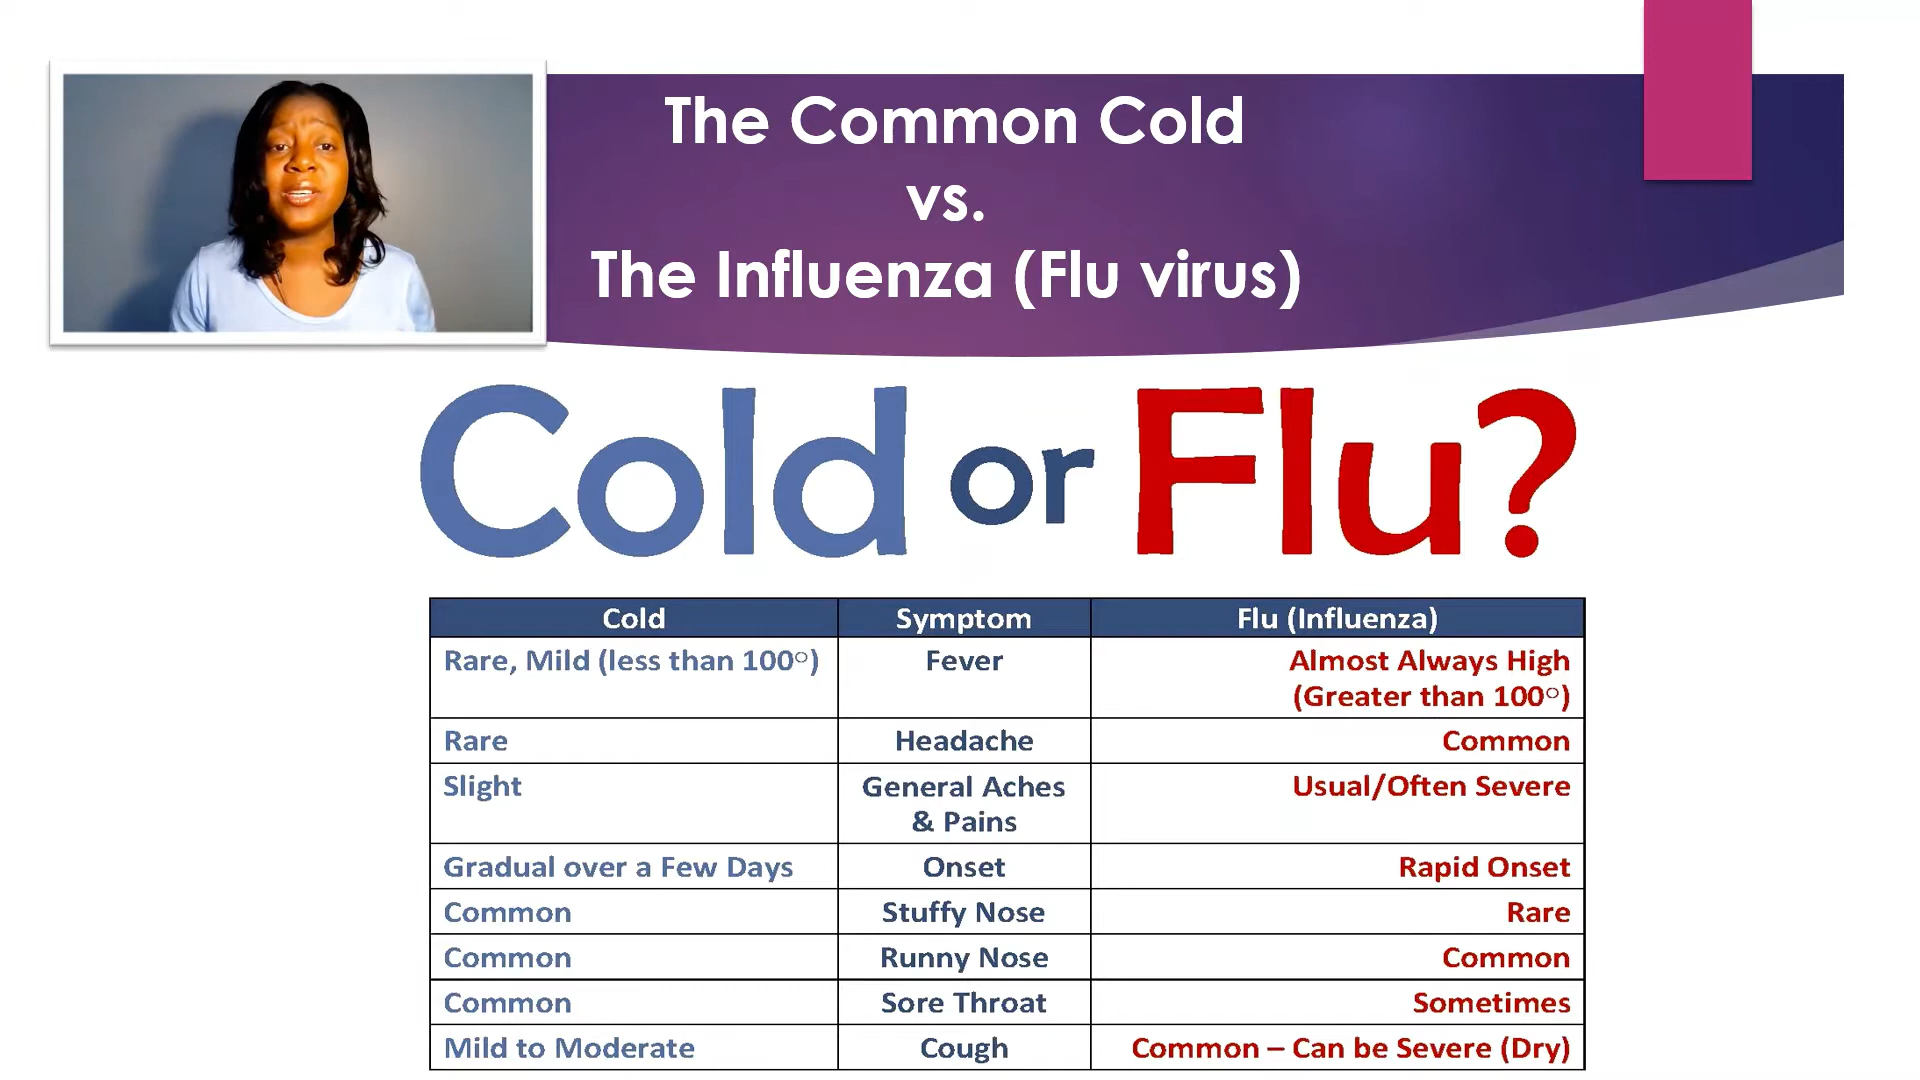 The Common Cold
vs.
The Influenza (Flu virus)
Cold or Flu?
Cold Symptom Flu (Influenza)
Rare, Mild (less than 100°) Fever Almost Always High
(Greater than 100°)
Rare Headache Common
Slight General Aches Usual/Often Severe
& Pains
Gradual over a Few Days Onset Rapid Onset
Common Stuffy Nose Rare
Common Runny Nose Common
Common Sore Throat Sometimes
Mild to Moderate Cough Common – Can be Severe (Dry)